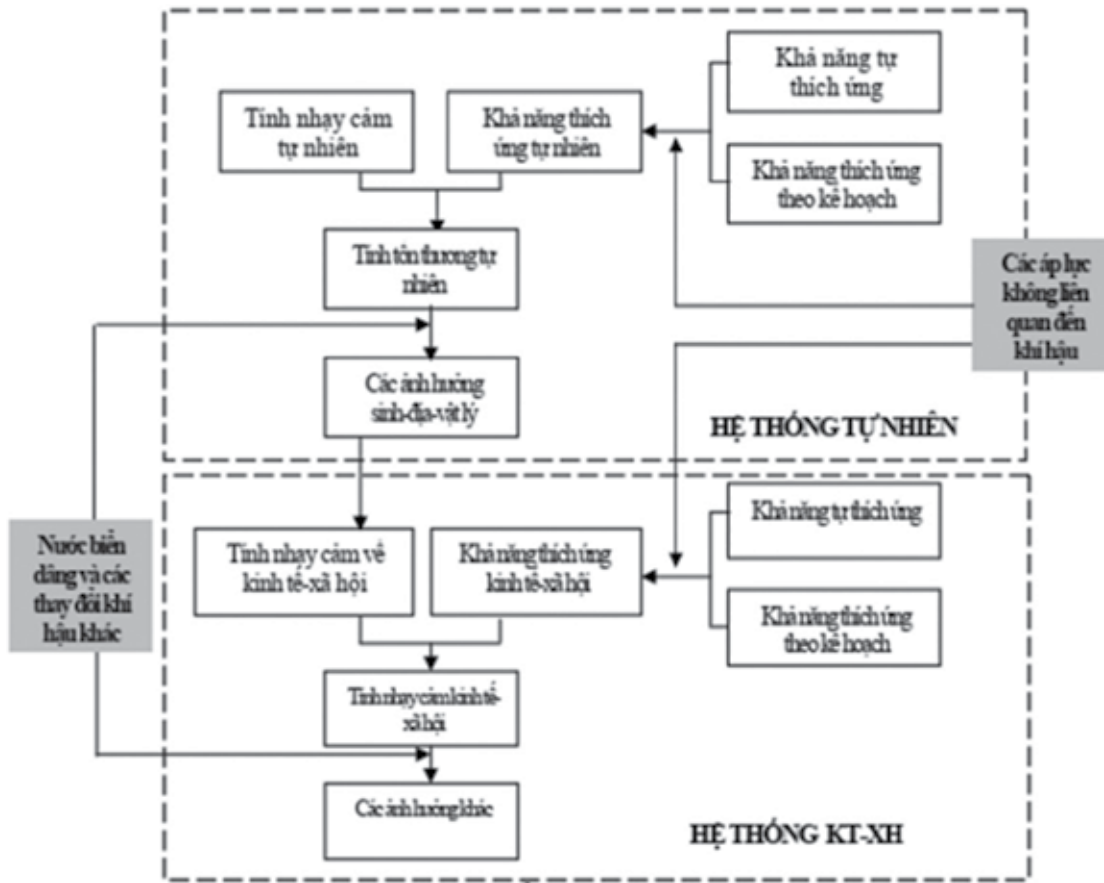 Khả năng tự
thích ứng
Tính nhạy cảm
tự nhiên
Khả năng thích
ứng tự nhiên
Khả năng thích ứng
theo kế hoạch
Tính tổn thương tự
nhiên
Các áp lực
không liên
quan đến
khí hậu
Các ảnh hưởng
sinh-địa-vật lý
HỆ THỐNG TỰ NHIÊN
Khả năng tự thích ứng
Nước biển
dâng và các
thay đổi khí
hậu khác
Tính nhạy cảm về
kinh tế-xã hội
Khả năng thích ứng
kinh tế-xã hội
Khả năng thích ứng
theo kế hoạch
Tính nhạy cảm kinh tế-
xã hội
Các ảnh hưởng khác
HỆ THỐNG KT-XH